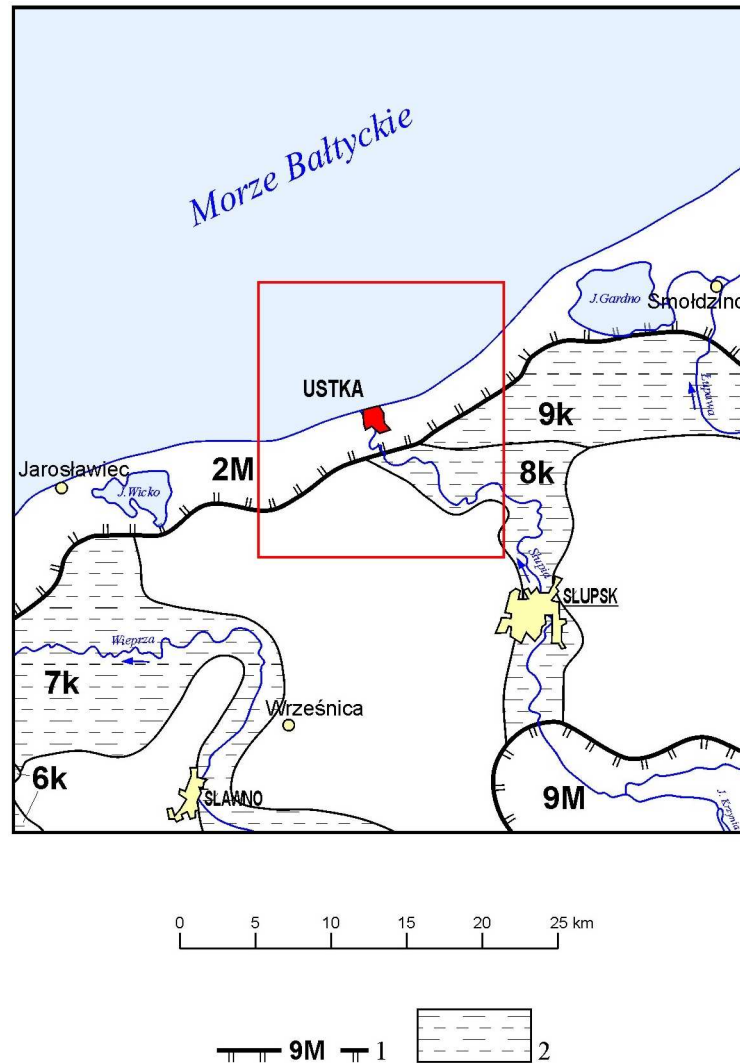 Morze Bałtyckie
J.Gardno
Smołdzino
Łupawa
USTKA
9k
Jarosławiec
2M
8k
J.Wicko
Słupia
SŁUPSK
Wieprza
7k
Wrześnica
6k
SŁAWNO
9M
J. Krzynia
0 5 10 15 20 25 km
9M 1
2